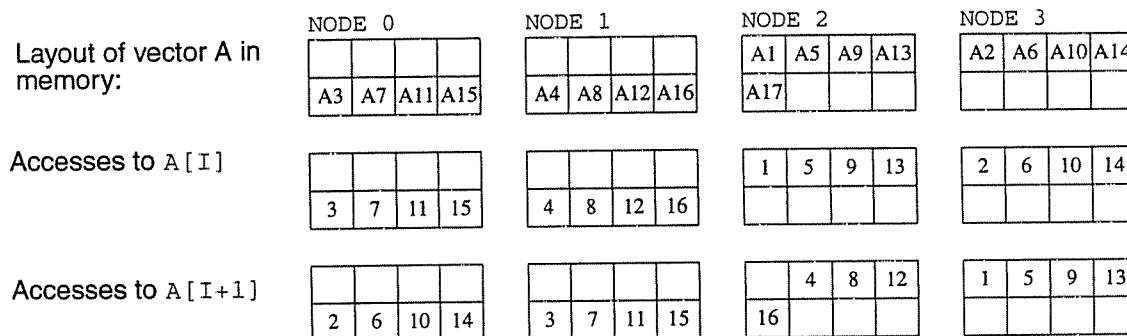 NODE 0 NODE 1 NODE 2 NODE 3
Layout of vector A in memory:
A1 A5 A9 A13 A2 A6 A10 A14
A3 A7 A11 A15 A4 A8 A12 A16 A17
Accesses to A[I]
1 5 9 13 2 6 10 14
3 7 11 15 4 8 12 16
Accesses to A[I+1]
4 8 12 1 5 9 13
2 6 10 14 3 7 11 15 16